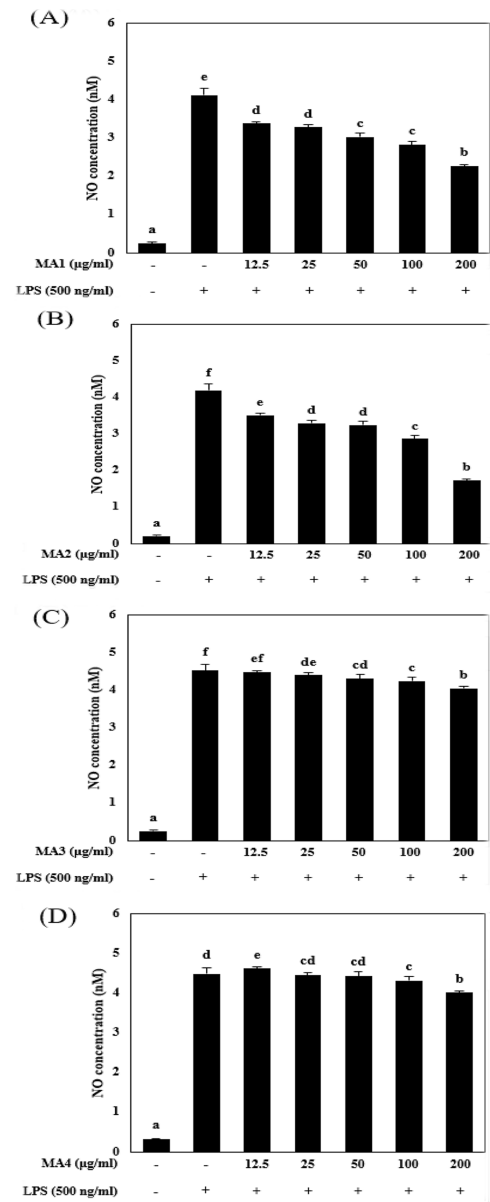 (A)
6
5
4
3
2
1
0
NO concentration (nM)
a
e
d
d
c
c
b
MA1 (µg/ml) - - 12.5 25 50 100 200
LPS (500 ng/ml) - + + + + + +
(B)
6
5
4
3
2
1
0
NO concentration (nM)
a
f
e
d
d
c
b
MA2 (µg/ml) - - 12.5 25 50 100 200
LPS (500 ng/ml) - + + + + + +
(C)
6
5
4
3
2
1
0
NO concentration (nM)
a
f
ef
de
cd
c
b
MA3 (µg/ml) - - 12.5 25 50 100 200
LPS (500 ng/ml) - + + + + + +
(D)
6
5
4
3
2
1
0
NO concentration (nM)
a
d
e
cd
cd
c
b
MA4 (µg/ml) - - 12.5 25 50 100 200
LPS (500 ng/ml) - + + + + + +